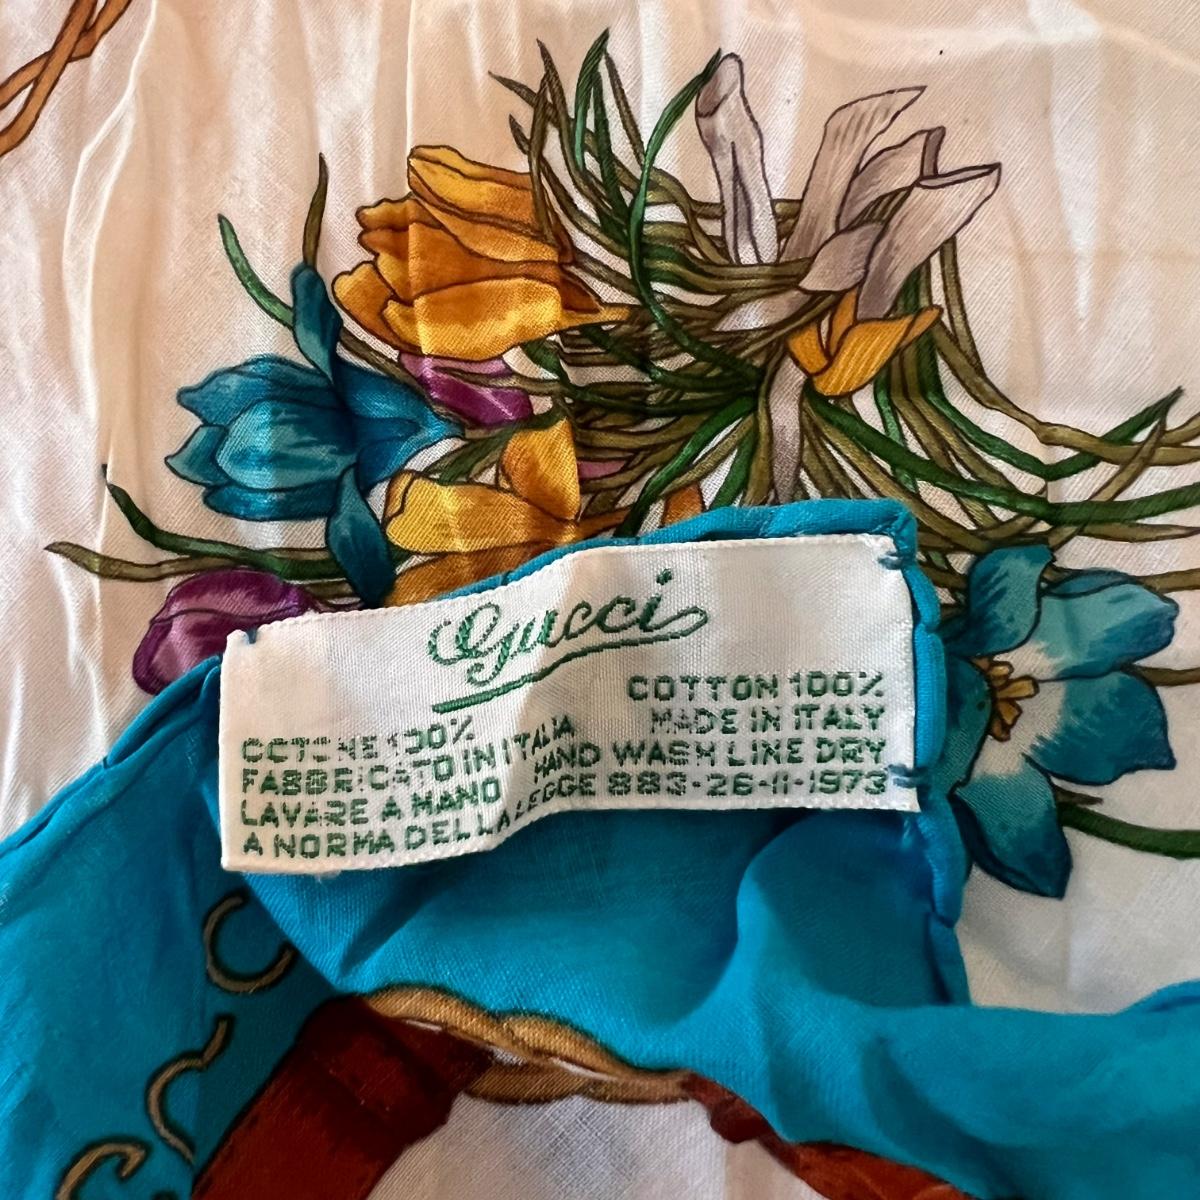 Gucci
COTTON 100%
MADE IN ITALY
HAND WASH LINE DRY
COTONE 100%
FABBRICATO IN ITALIA
LAVARE A MANO
A NORMA DELLA LEGGE 883-26-11-1973